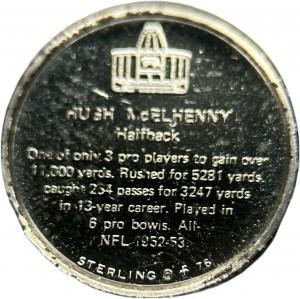 HUGH McELHENNY
Halfback
One of only 3 pro players to gain over
11,000 yards. Rushed for 5281 yards,
caught 264 passes for 3247 yards
in 13-year career. Played in
6 pro bowls. All-
NFL 1952-53.
STERLING © 76